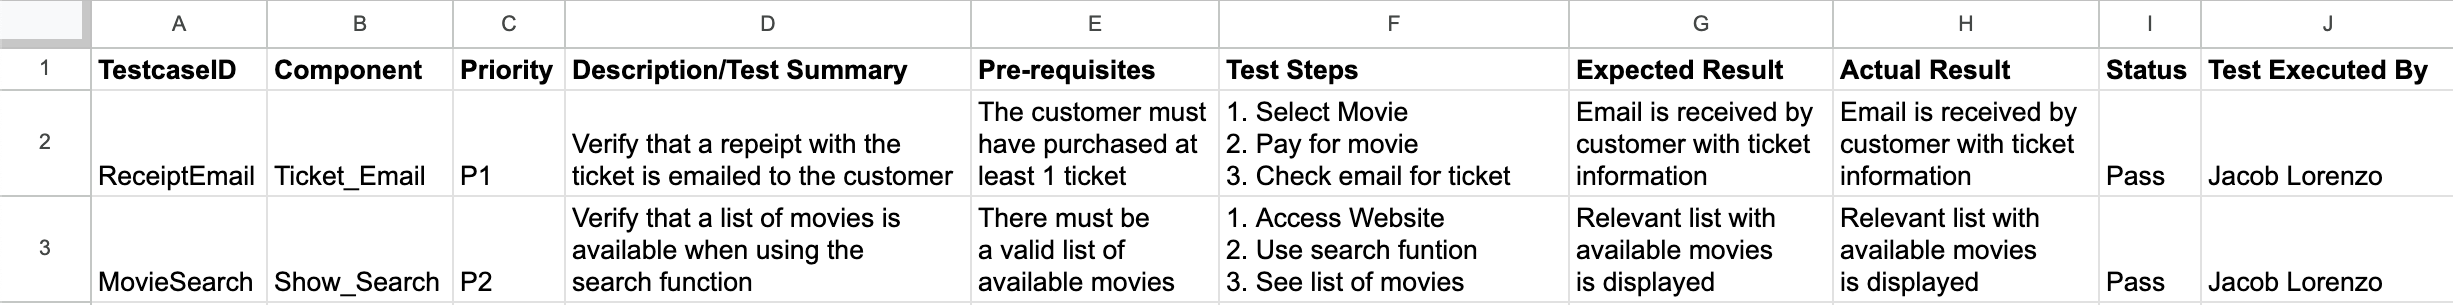 A B C D E F G H I J
1 TestcaseID Component Priority Description/Test Summary Pre-requisites Test Steps Expected Result Actual Result Status Test Executed By
2
ReceiptEmail
Ticket_Email
P1
Verify that a repeipt with the
ticket is emailed to the customer
The customer must
have purchased at
least 1 ticket
1. Select Movie
2. Pay for movie
3. Check email for ticket
Email is received by
customer with ticket
information
Email is received by
customer with ticket
information
Pass
Jacob Lorenzo
3
MovieSearch
Show_Search
P2
Verify that a list of movies is
available when using the
search function
There must be
a valid list of
available movies
1. Access Website
2. Use search funtion
3. See list of movies
Relevant list with
available movies
is displayed
Relevant list with
available movies
is displayed
Pass
Jacob Lorenzo